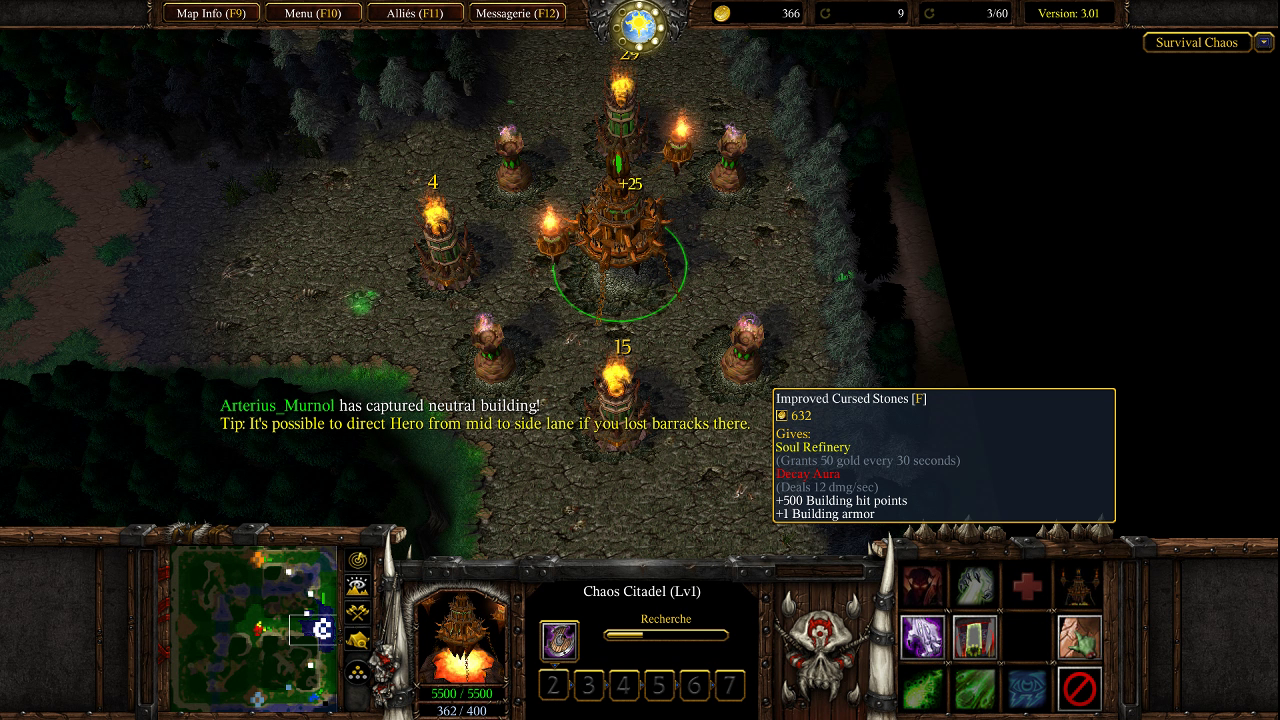 Map Info (F9)
Menu (F10)
Alliés (F11)
Messagerie (F12)
366
9
3/60
Version: 3.01
Survival Chaos
29
4
+25
15
Arterius_Murnol has captured neutral building!
Tip: It's possible to direct Hero from mid to side lane if you lost barracks there.
Improved Cursed Stones [F]
632
Gives:
Soul Refinery
(Grants 50 gold every 30 seconds)
Decay Aura
(Deals 12 dmg/sec)
+500 Building hit points
+1 Building armor
Chaos Citadel (Lv1)
Recherche
2 3 4 5 6 7
5500 / 5500
362 / 400